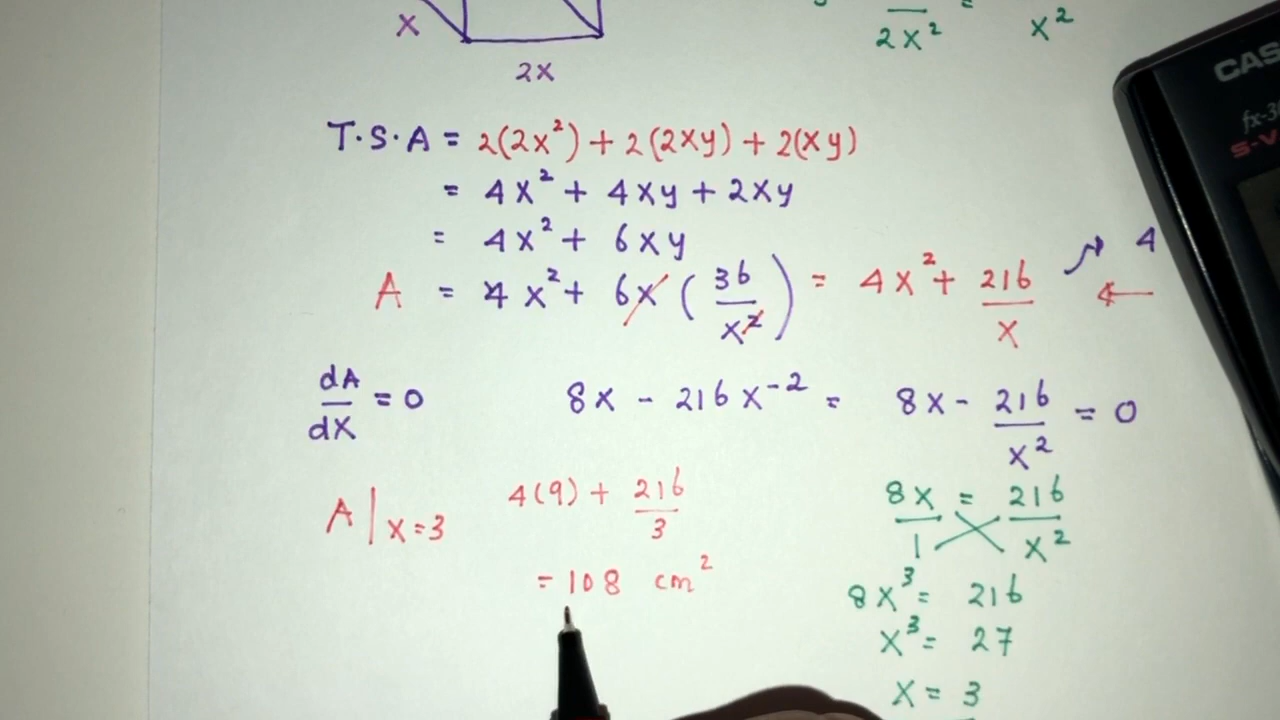 x
2x
2x² = x²
CAS
fx-3
S-V
T.S.A = 2(2x²) + 2(2xy) + 2(xy)
= 4x² + 4xy + 2xy
= 4x² + 6xy
A = 4x² + 6x (36/x²) = 4x² + 216/x
4
dA/dx = 0 8x - 216x⁻² = 8x - 216/x² = 0
A|x=3 4(9) + 216/3
= 108 cm²
8x/1 = 216/x²
8x³ = 216
x³ = 27
x = 3